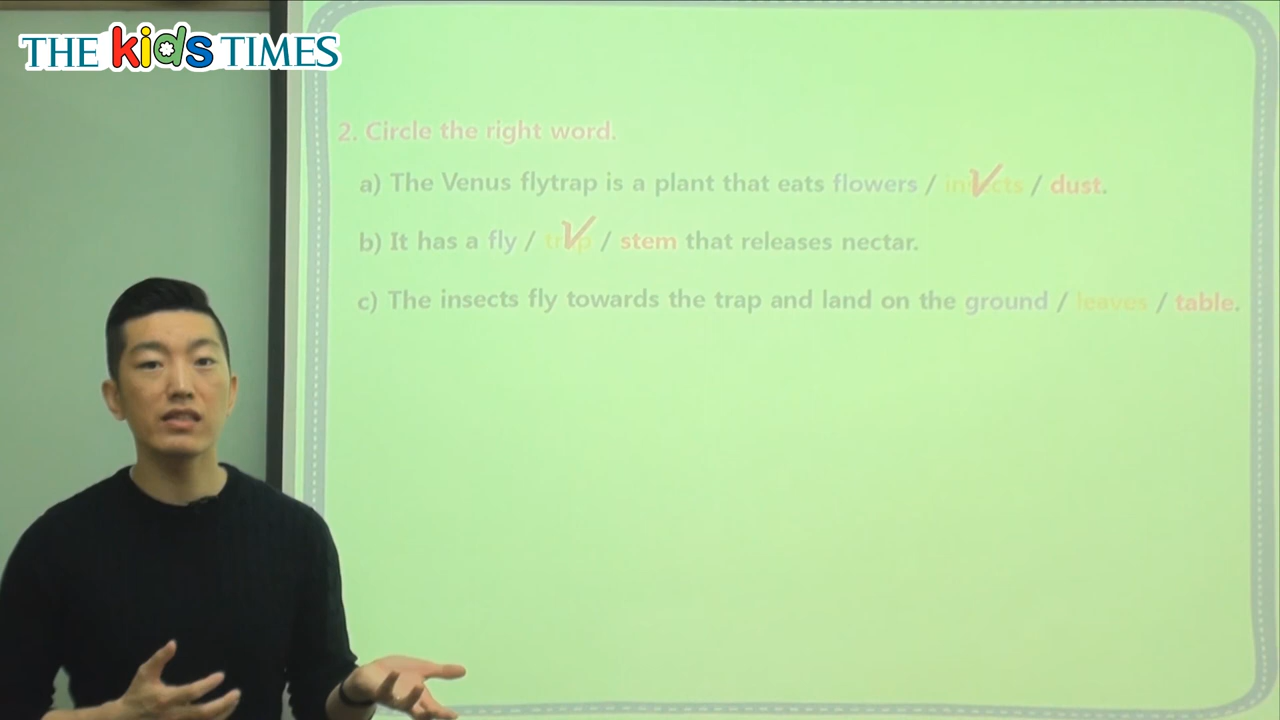 THE kids TIMES
2. Circle the right word.
a) The Venus flytrap is a plant that eats flowers / insects / dust.
b) It has a fly / trap / stem that releases nectar.
c) The insects fly towards the trap and land on the ground / leaves / table.